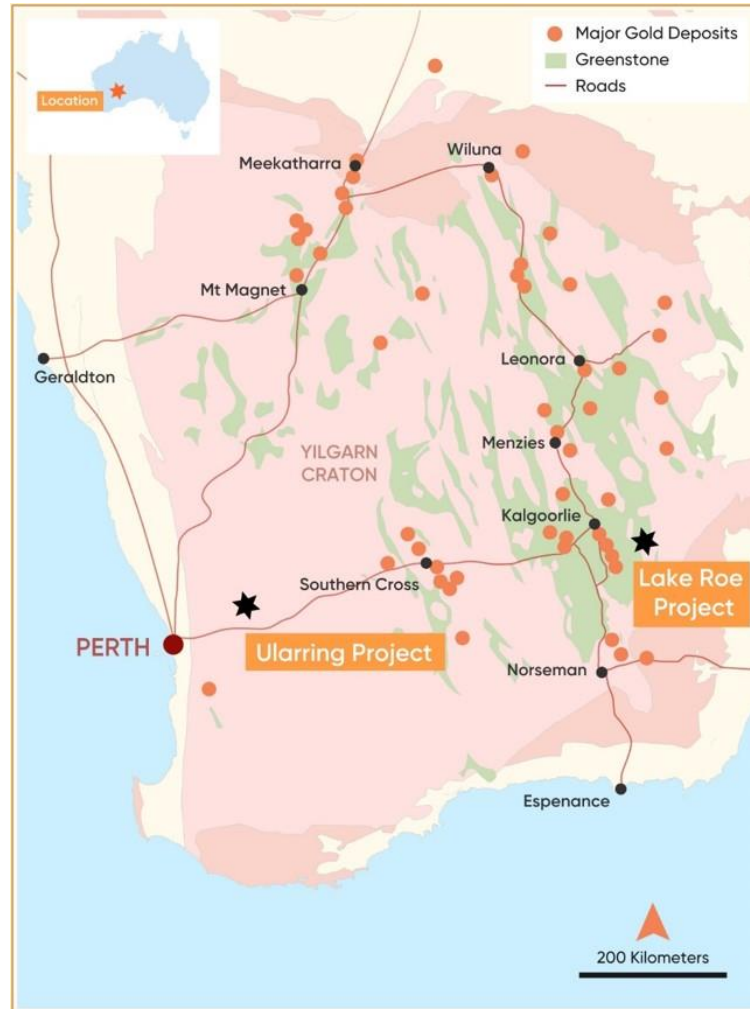 Major Gold Deposits
Greenstone
Roads
Location
Meekatharra
Wiluna
Mt Magnet
Geraldton
Leonora
YILGARN
CRATON
Menzies
Kalgoorlie
Southern Cross
Lake Roe
Project
PERTH
Ularring Project
Norseman
Espenance
200 Kilometers